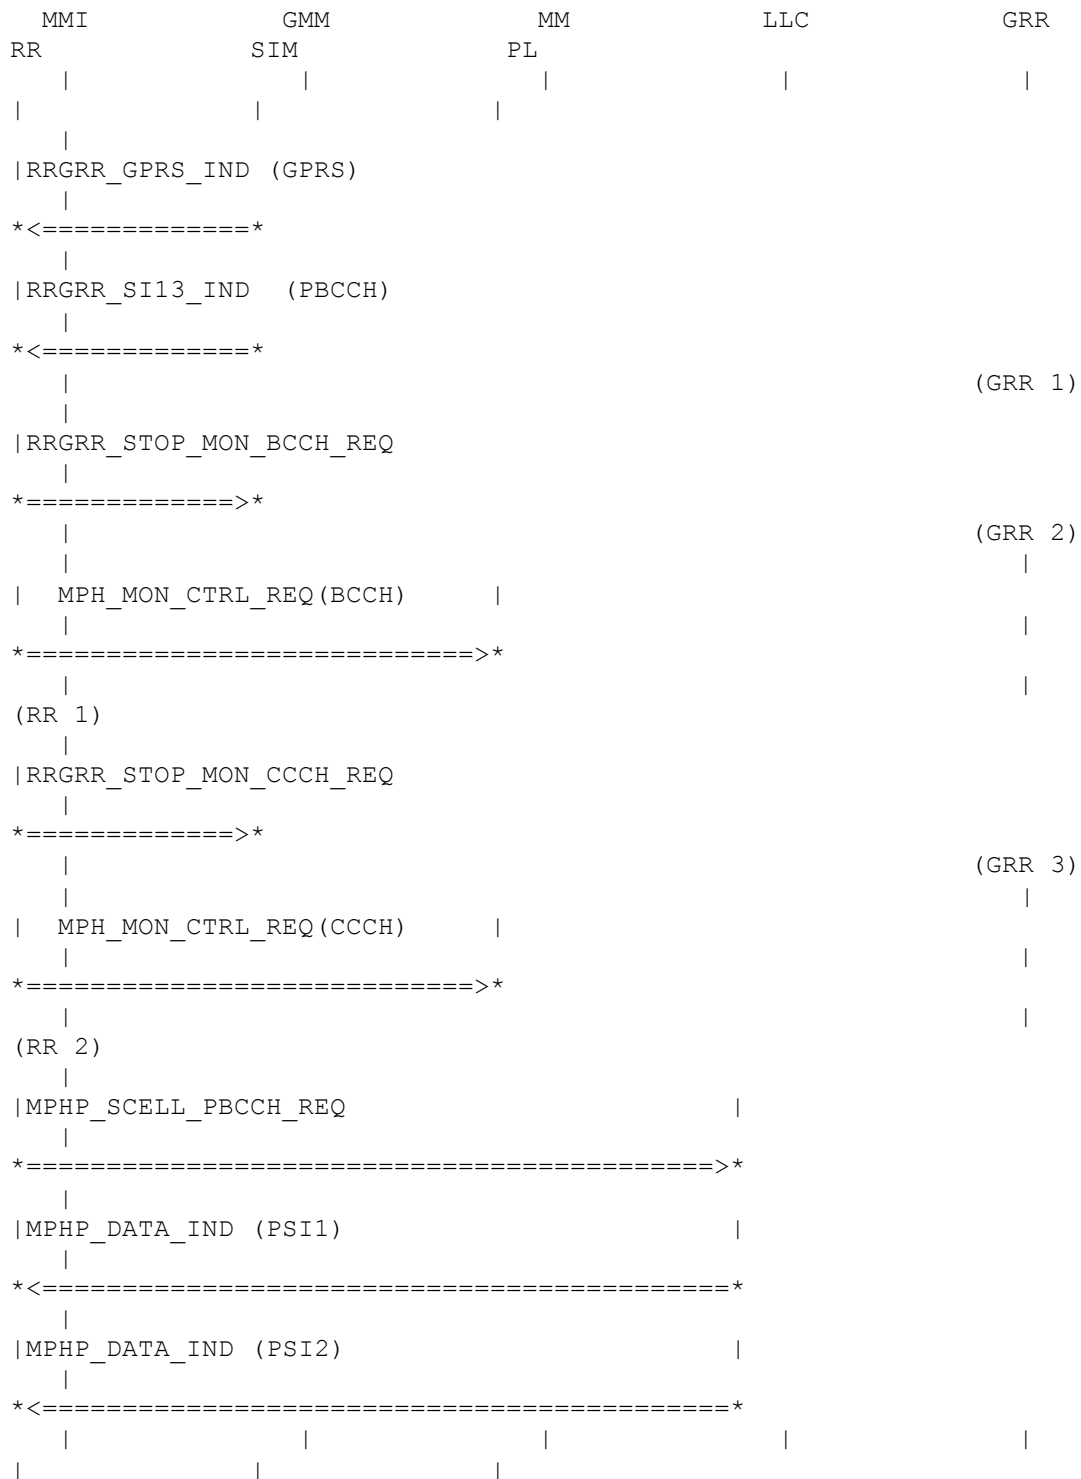 MMI GMM MM LLC GRR
RR SIM PL
| | | | |
| | |
|
|RRGRR_GPRS_IND (GPRS)
|
*<=============*
|
|RRGRR_SI13_IND (PBCCH)
|
*<=============*
| (GRR 1)
|
|RRGRR_STOP_MON_BCCH_REQ
|
*=============>*
| (GRR 2)
| |
| MPH_MON_CTRL_REQ(BCCH) |
| |
*============================>*
| |
(RR 1)
|
|RRGRR_STOP_MON_CCCH_REQ
|
*=============>*
| (GRR 3)
| |
| MPH_MON_CTRL_REQ(CCCH) |
| |
*============================>*
| |
(RR 2)
|
|MPHP_SCELL_PBCCH_REQ |
|
*===========================================>*
|
|MPHP_DATA_IND (PSI1) |
|
*<===========================================*
|
|MPHP_DATA_IND (PSI2) |
|
*<===========================================*
| | | | |
| | |